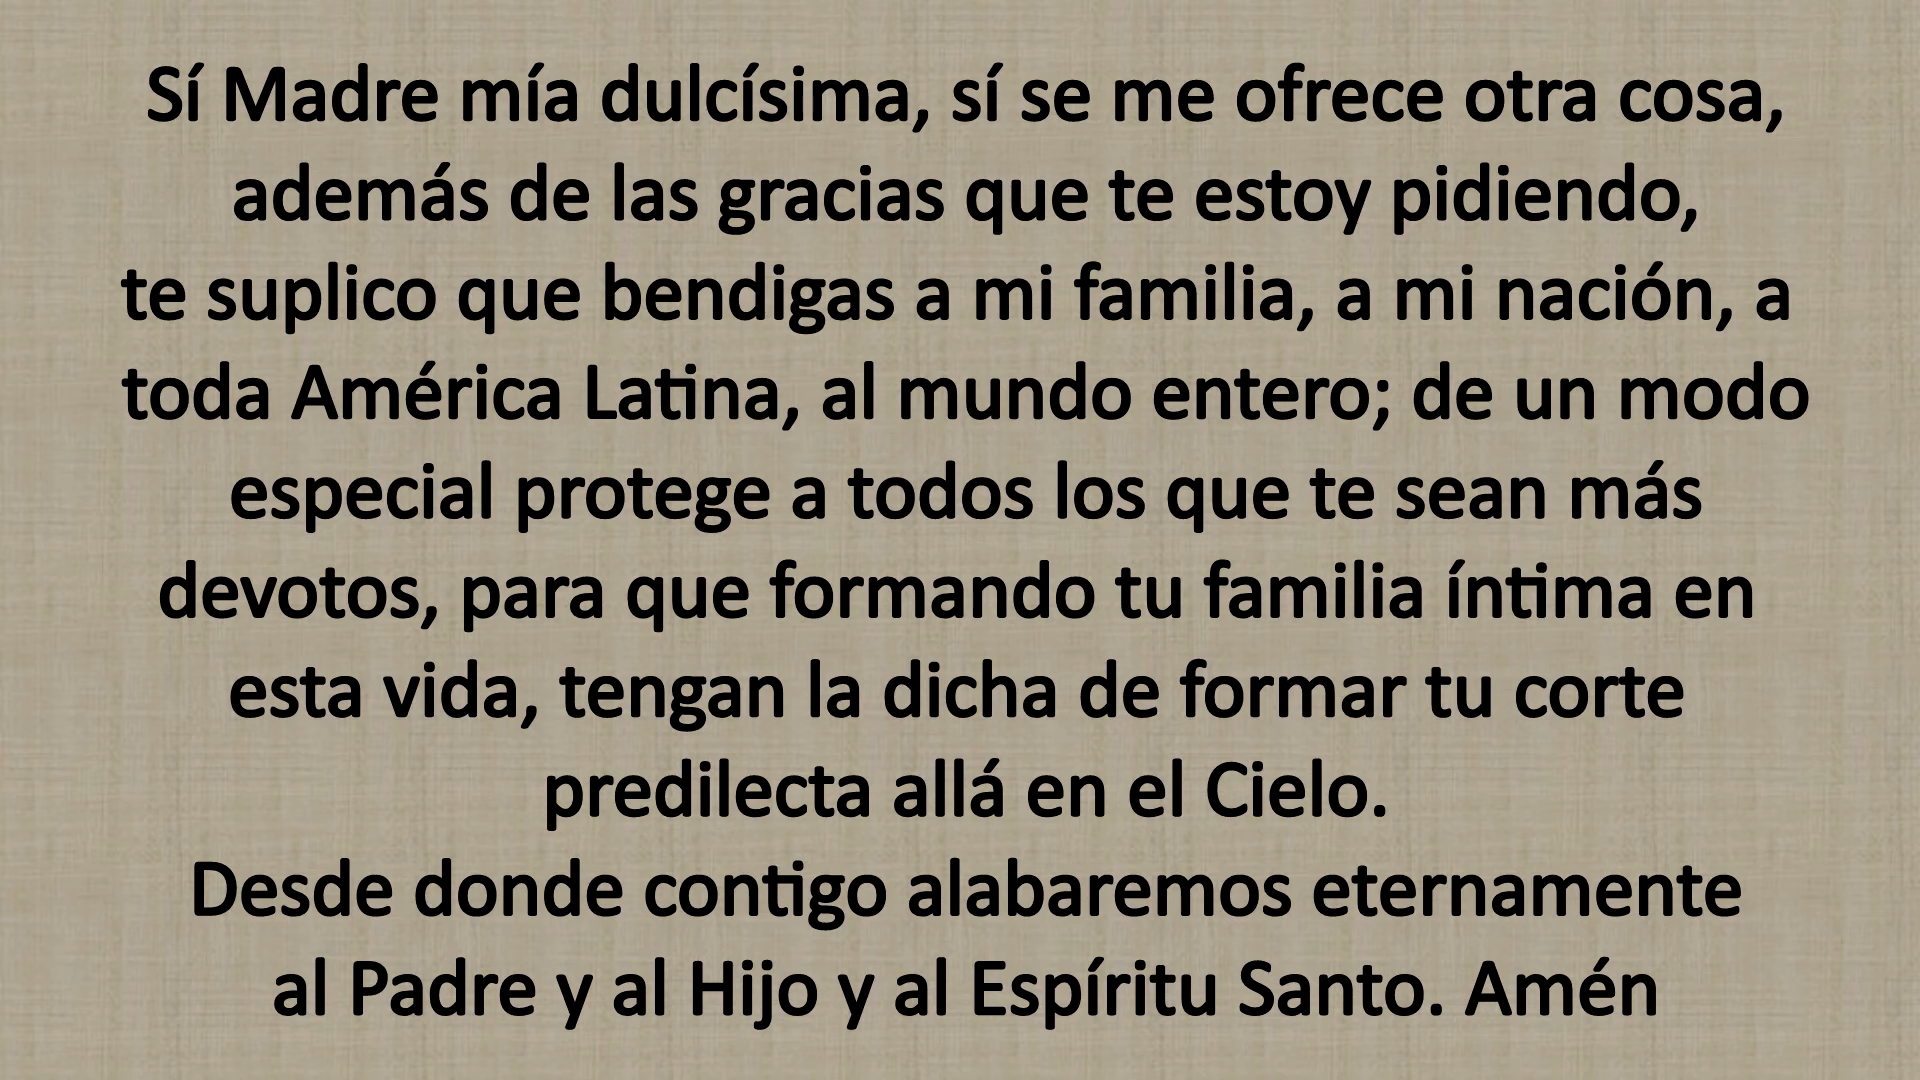 Sí Madre mía dulcísima, sí se me ofrece otra cosa,
además de las gracias que te estoy pidiendo,
te suplico que bendigas a mi familia, a mi nación, a
toda América Latina, al mundo entero; de un modo
especial protege a todos los que te sean más
devotos, para que formando tu familia íntima en
esta vida, tengan la dicha de formar tu corte
predilecta allá en el Cielo.
Desde donde contigo alabaremos eternamente
al Padre y al Hijo y al Espíritu Santo. Amén